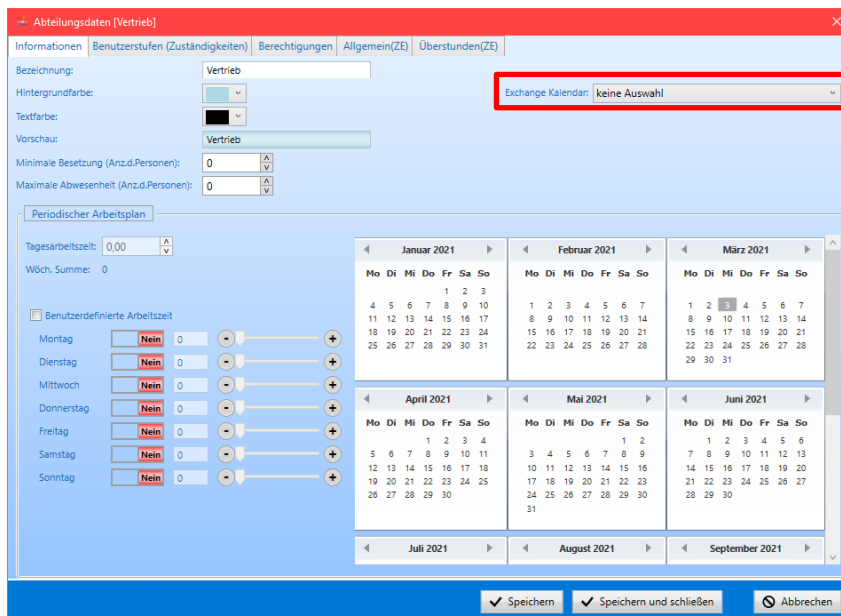 Abteilungsdaten [Vertrieb]
Informationen Benutzerstufen (Zuständigkeiten) Berechtigungen Allgemein(ZE) Überstunden(ZE)
Bezeichnung: Vertrieb
Hintergrundfarbe:
Exchange Kalendar: keine Auswahl
Textfarbe:
Vorschau: Vertrieb
Minimale Besetzung (Anz.d.Personen): 0
Maximale Abwesenheit (Anz.d.Personen): 0
Periodischer Arbeitsplan
Tagesarbeitszeit: 0,00
Wöch. Summe: 0
Benutzerdefinierte Arbeitszeit
Montag Nein 0 - +
Dienstag Nein 0 - +
Mittwoch Nein 0 - +
Donnerstag Nein 0 - +
Freitag Nein 0 - +
Samstag Nein 0 - +
Sonntag Nein 0 - +
Januar 2021
Mo Di Mi Do Fr Sa So
1 2 3
4 5 6 7 8 9 10
11 12 13 14 15 16 17
18 19 20 21 22 23 24
25 26 27 28 29 30 31
Februar 2021
Mo Di Mi Do Fr Sa So
1 2 3 4 5 6 7
8 9 10 11 12 13 14
15 16 17 18 19 20 21
22 23 24 25 26 27 28
März 2021
Mo Di Mi Do Fr Sa So
1 2 3 4 5 6 7
8 9 10 11 12 13 14
15 16 17 18 19 20 21
22 23 24 25 26 27 28
29 30 31
April 2021
Mo Di Mi Do Fr Sa So
1 2 3 4
5 6 7 8 9 10 11
12 13 14 15 16 17 18
19 20 21 22 23 24 25
26 27 28 29 30
Mai 2021
Mo Di Mi Do Fr Sa So
1 2
3 4 5 6 7 8 9
10 11 12 13 14 15 16
17 18 19 20 21 22 23
24 25 26 27 28 29 30
31
Juni 2021
Mo Di Mi Do Fr Sa So
1 2 3 4 5 6
7 8 9 10 11 12 13
14 15 16 17 18 19 20
21 22 23 24 25 26 27
28 29 30
Juli 2021
August 2021
September 2021
Speichern Speichern und schließen Abbrechen